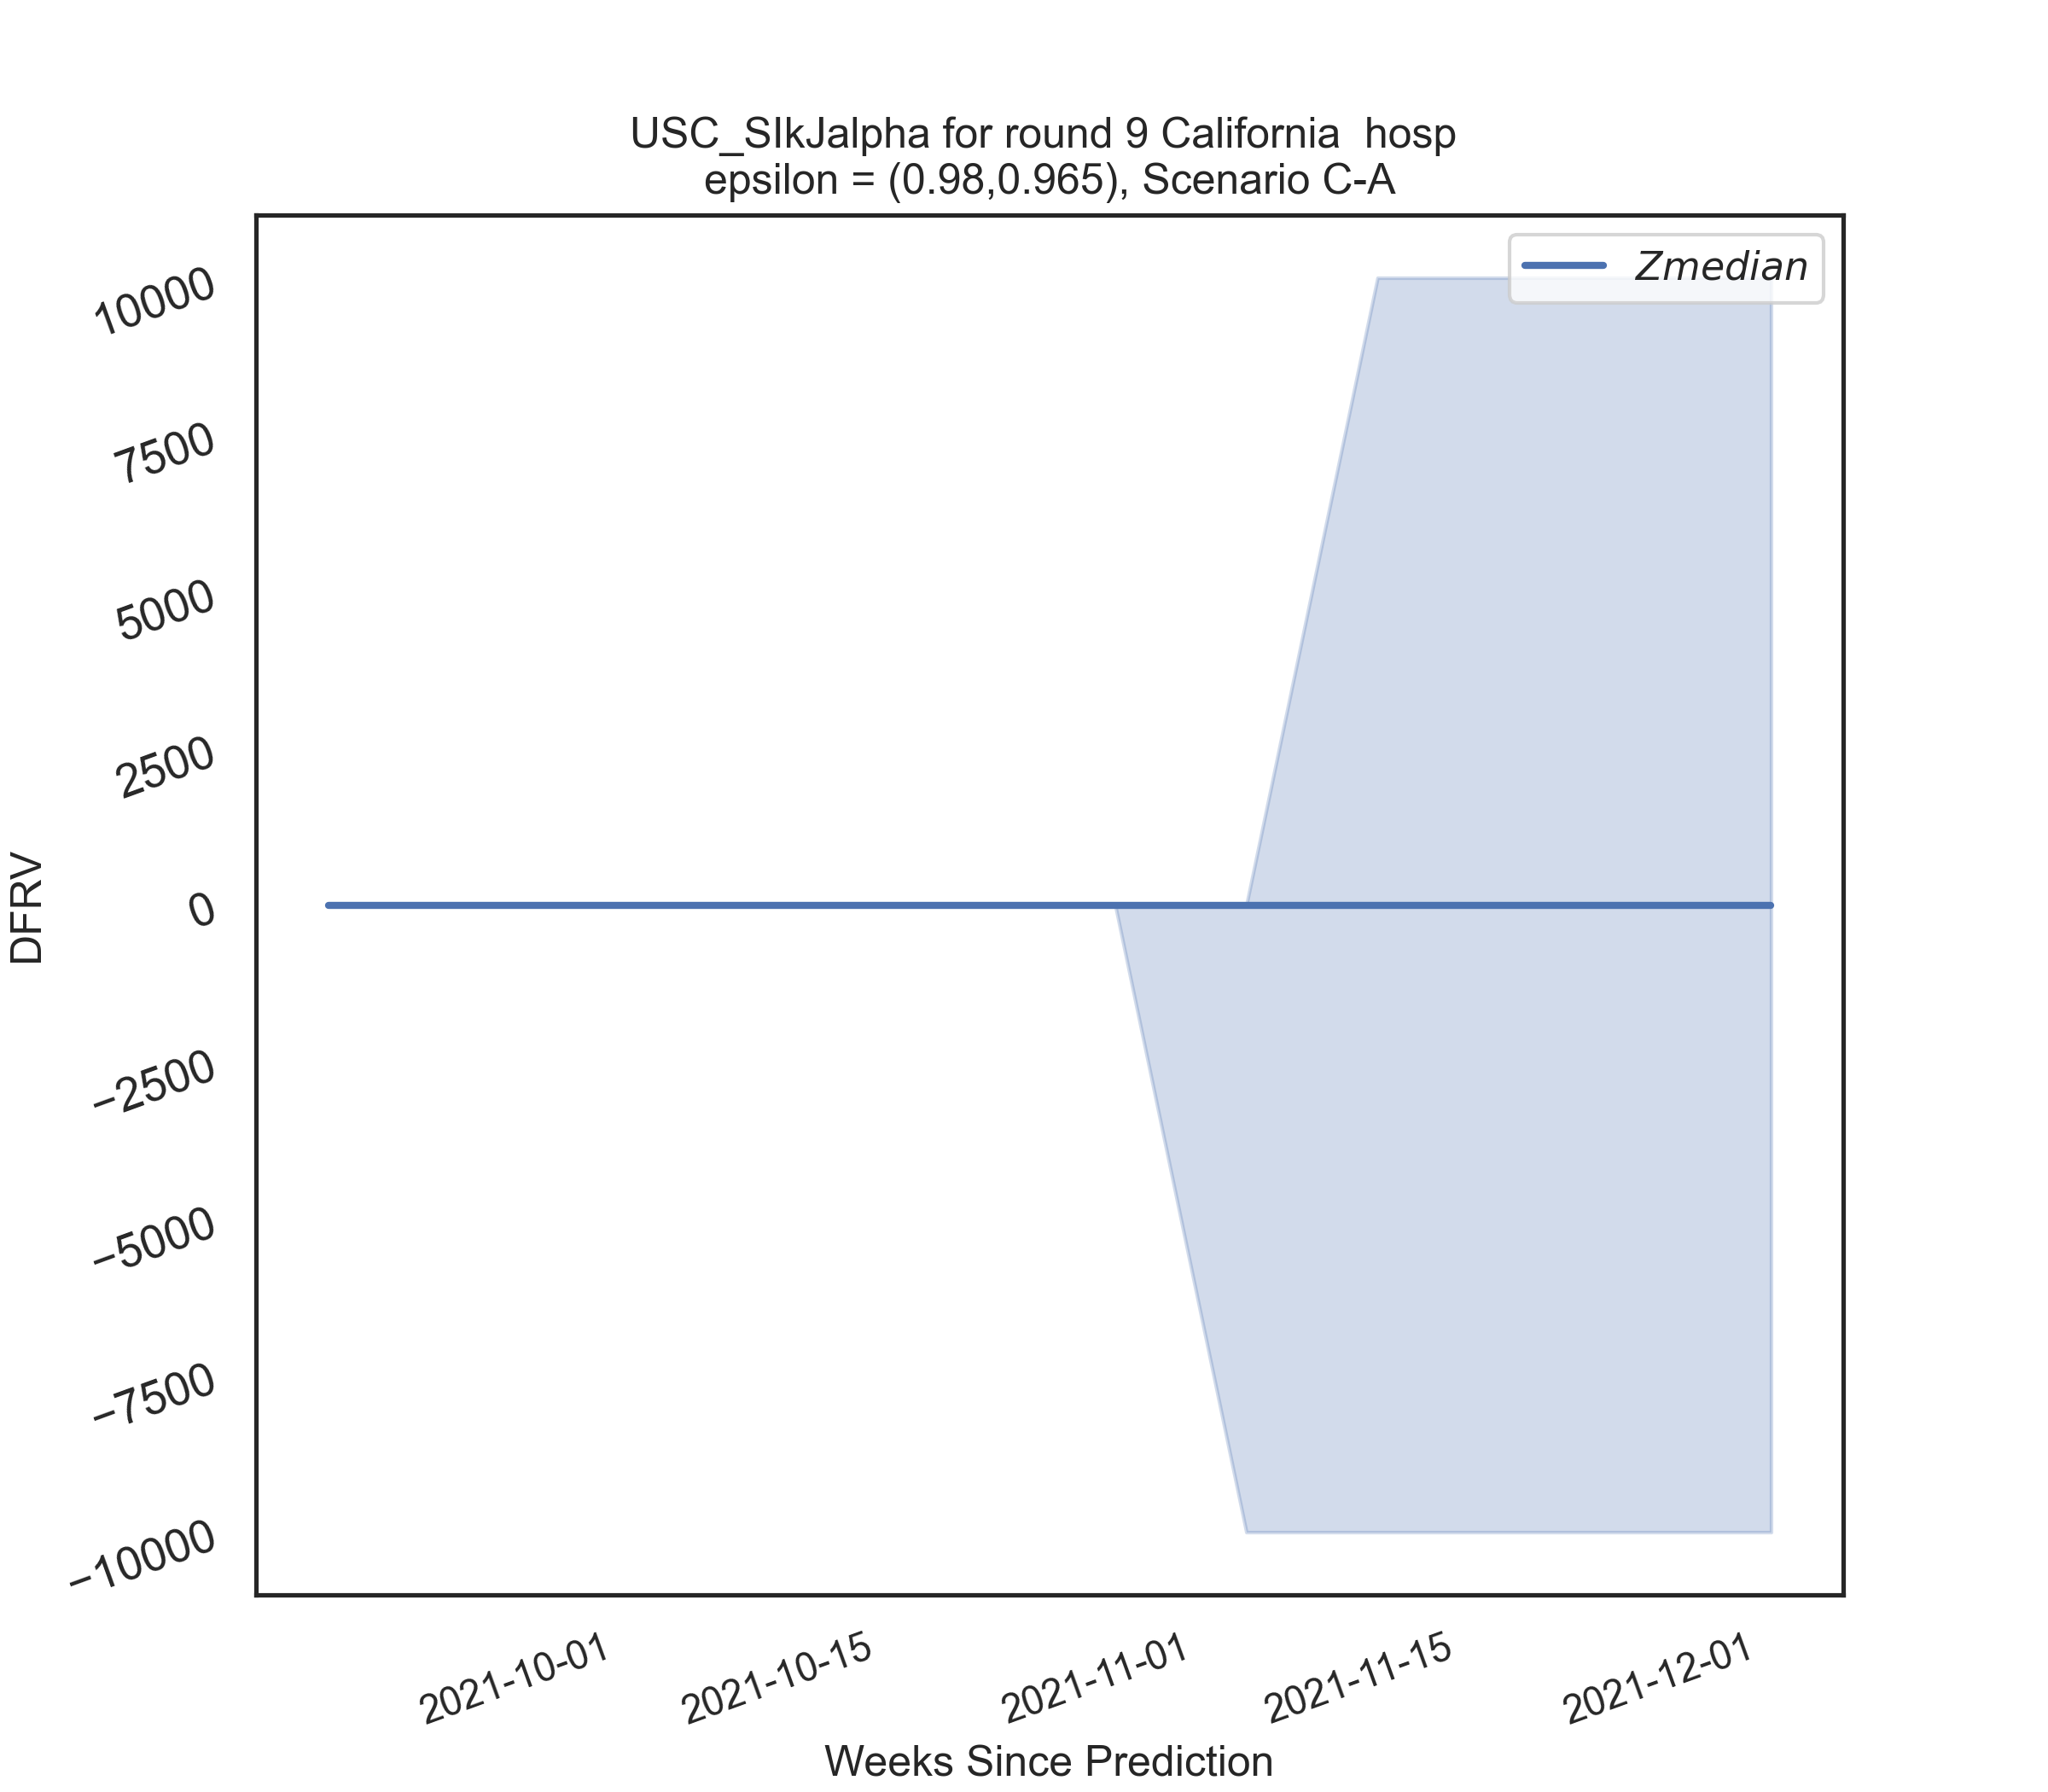 USC_SIkJalpha for round 9 California  hosp
epsilon = (0.98,0.965), Scenario C-A
Zmedian
10000
7500
5000
2500
0
−2500
−5000
−7500
−10000
DFRV
2021-10-01
2021-10-15
2021-11-01
2021-11-15
2021-12-01
Weeks Since Prediction